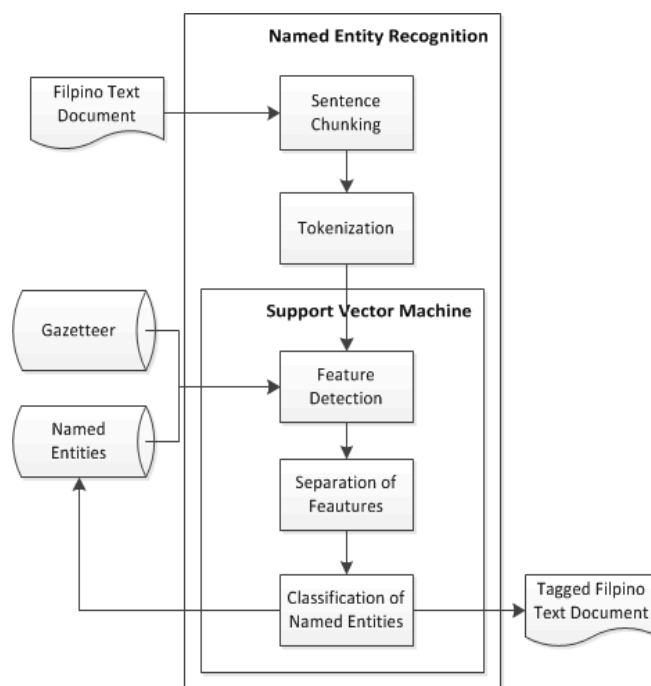 Named Entity Recognition
Filpino Text
Document
Sentence
Chunking
Tokenization
Support Vector Machine
Gazetteer
Feature
Detection
Named
Entities
Separation of
Feautures
Classification of
Named Entities
Tagged Filpino
Text Document